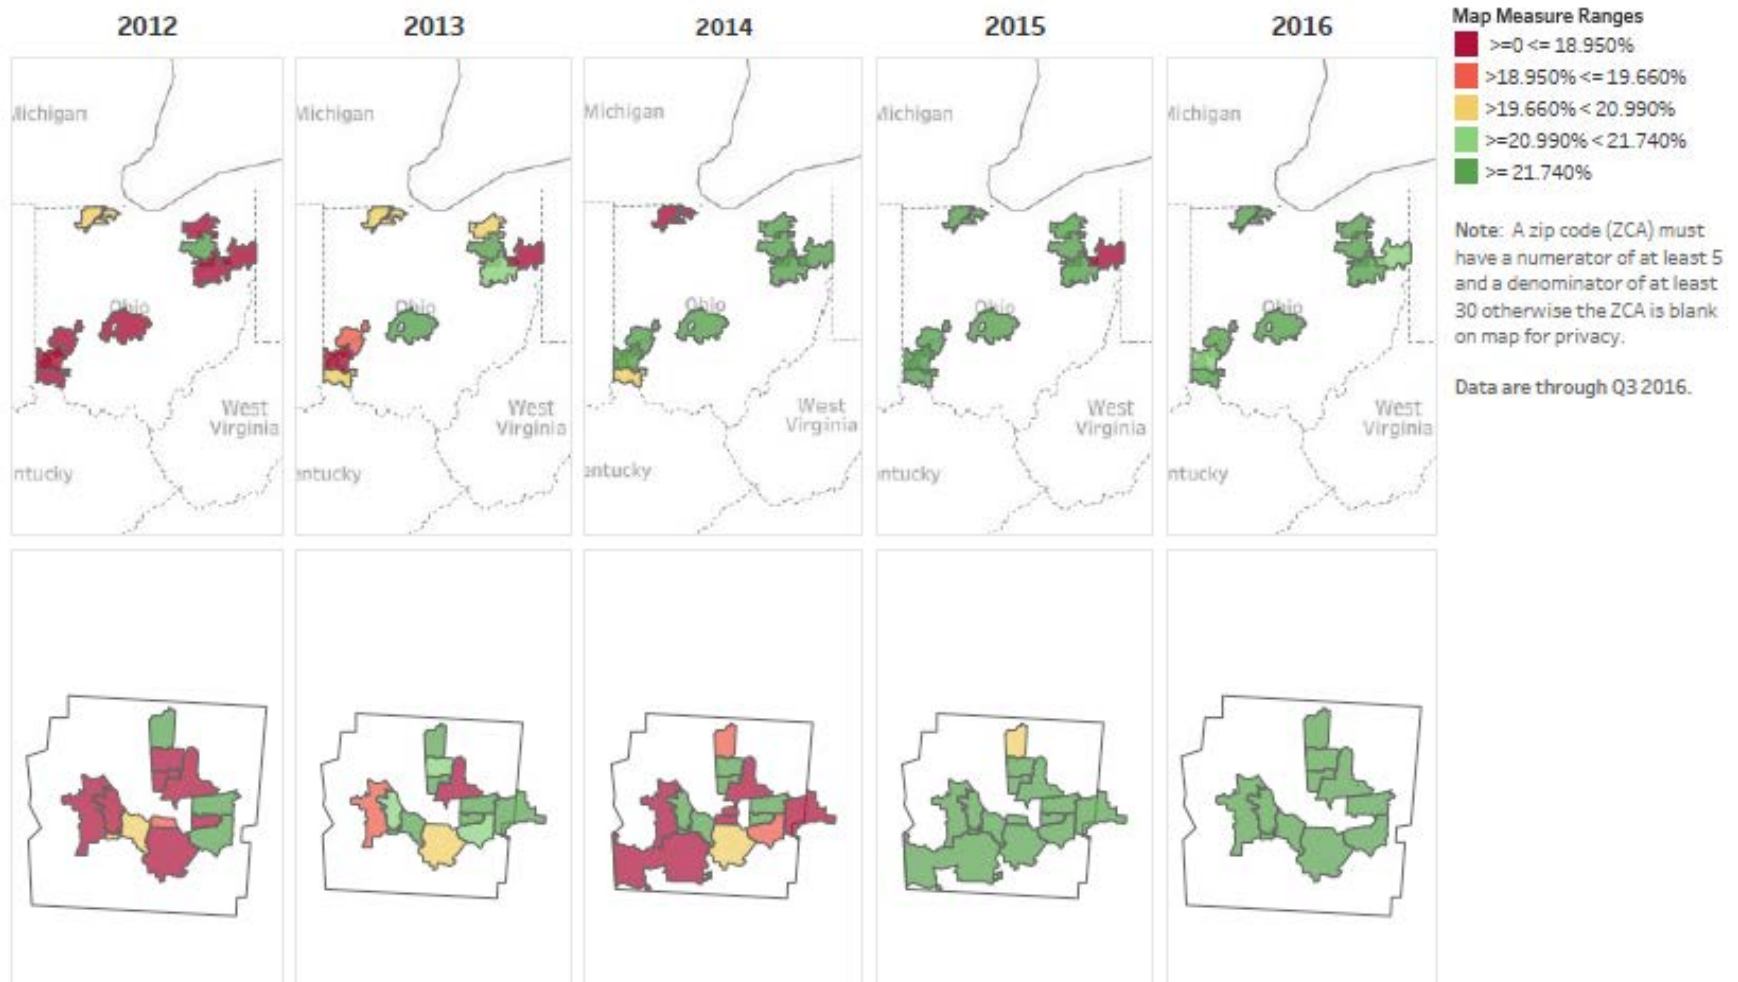 2012
2013
2014
2015
2016
Map Measure Ranges
>=0 <= 18.950%
>18.950% <= 19.660%
>19.660% < 20.990%
>=20.990% < 21.740%
>= 21.740%
Note: A zip code (ZCA) must
have a numerator of at least 5
and a denominator of at least
30 otherwise the ZCA is blank
on map for privacy.
Data are through Q3 2016.
Michigan
Ohio
West
Virginia
ntucky
Michigan
Ohio
West
Virginia
entucky
Michigan
Ohio
West
Virginia
entucky
Michigan
Ohio
West
Virginia
ntucky
Michigan
Ohio
West
Virginia
ntucky